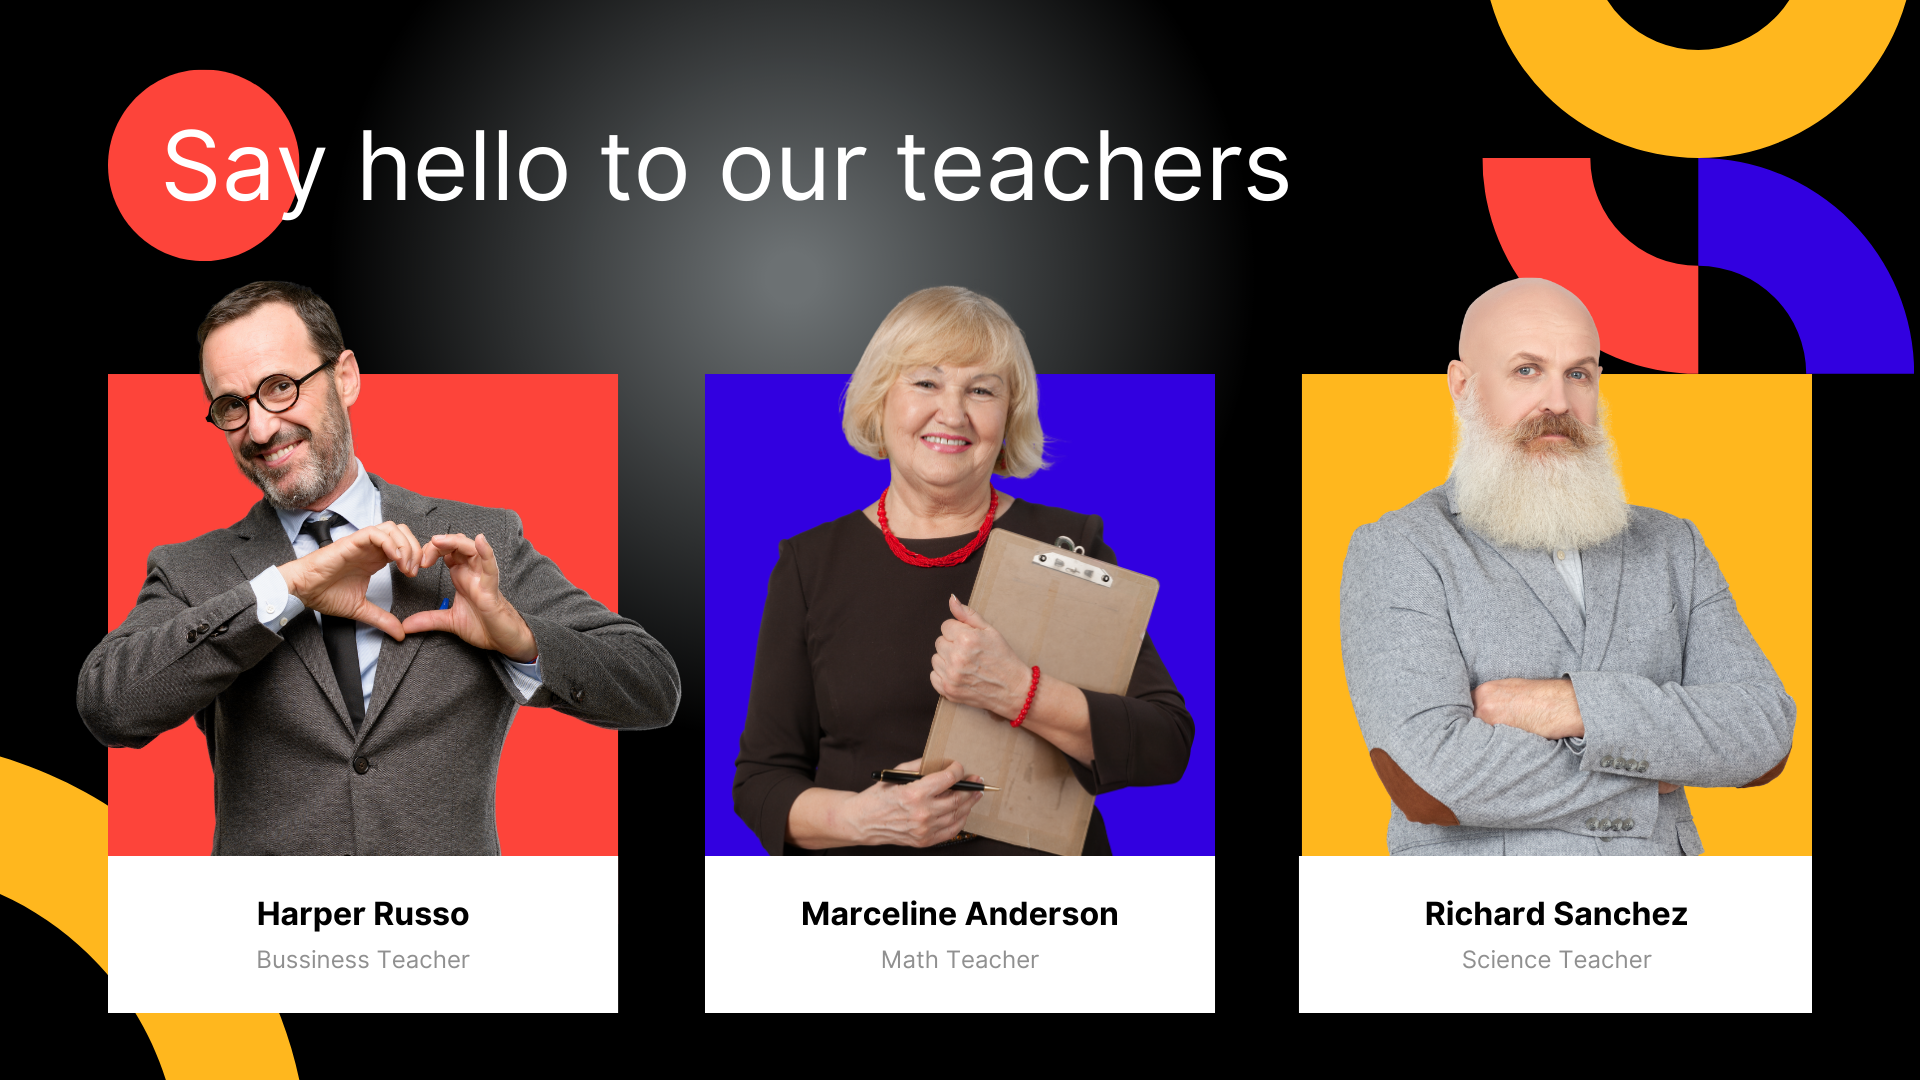 Say hello to our teachers
Harper Russo
Bussiness Teacher
Marceline Anderson
Math Teacher
Richard Sanchez
Science Teacher